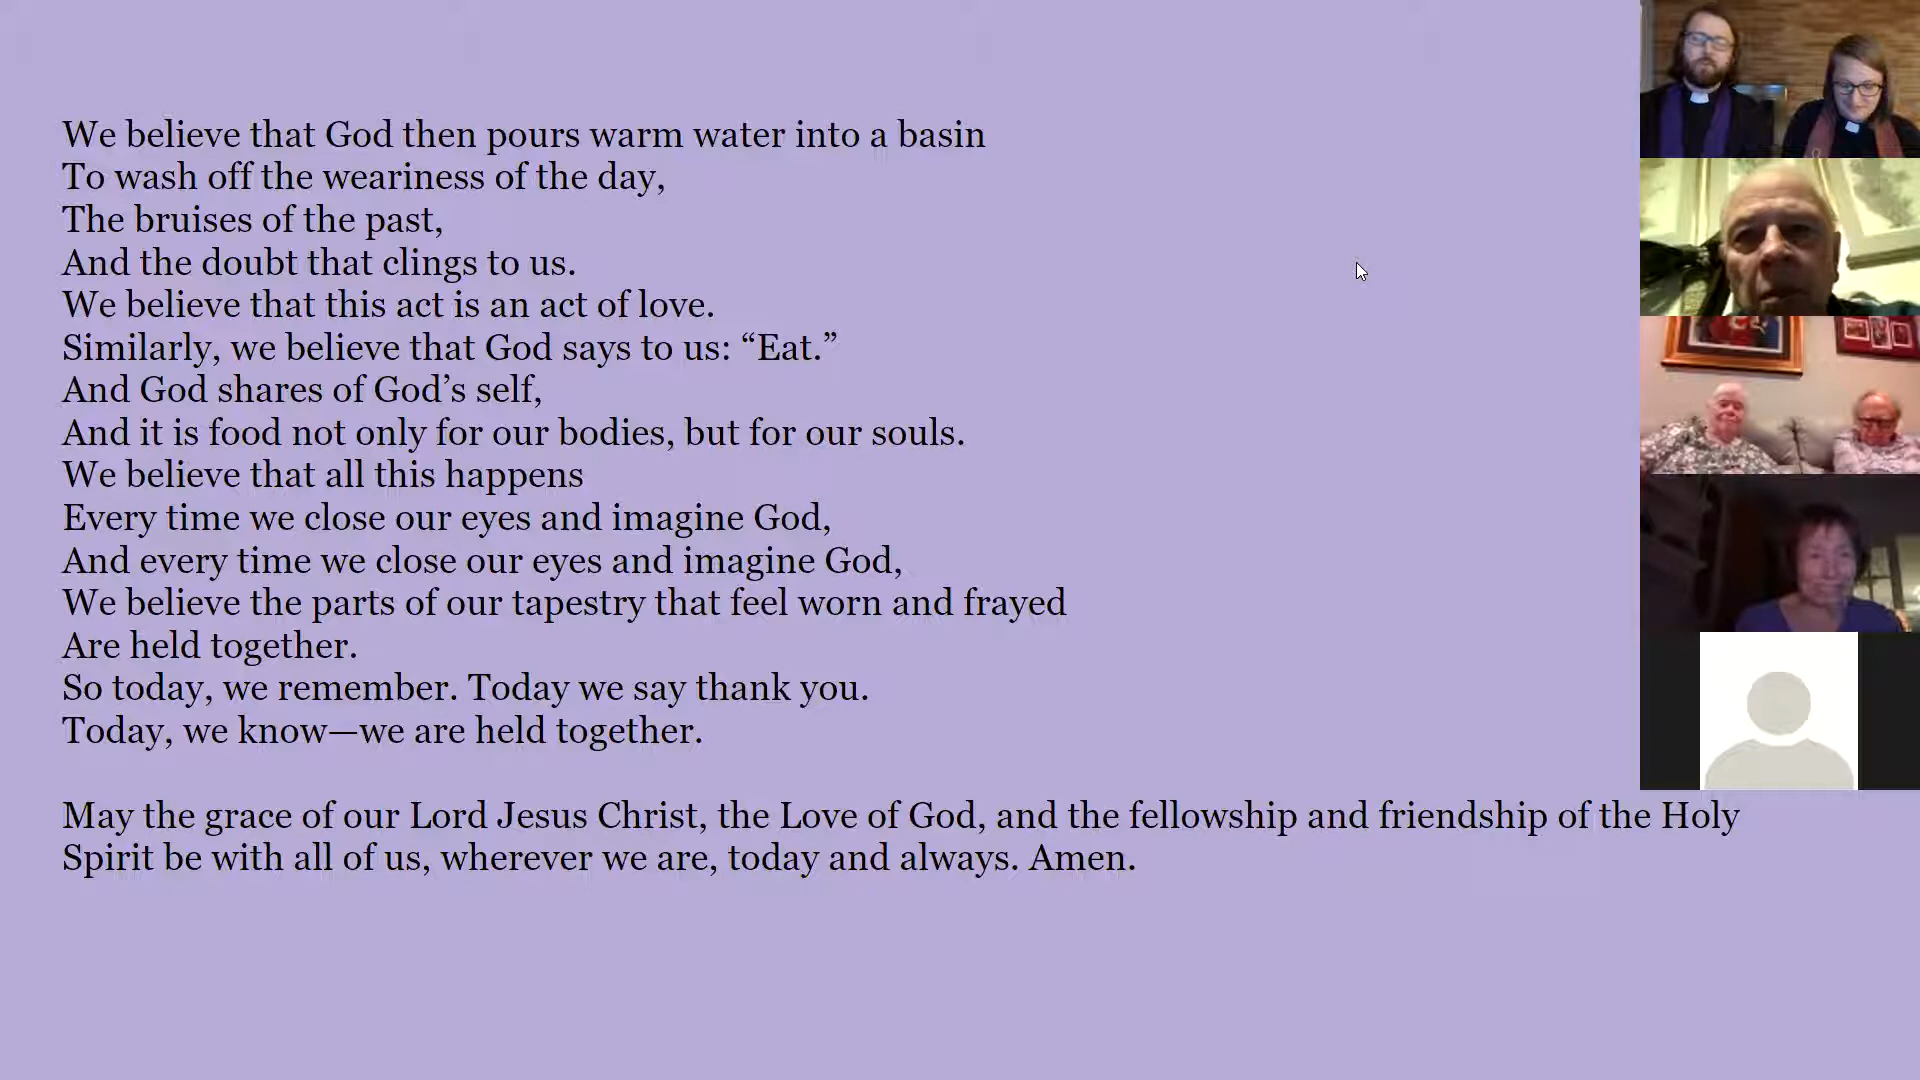 We believe that God then pours warm water into a basin
To wash off the weariness of the day,
The bruises of the past,
And the doubt that clings to us.
We believe that this act is an act of love.
Similarly, we believe that God says to us: “Eat.”
And God shares of God’s self,
And it is food not only for our bodies, but for our souls.
We believe that all this happens
Every time we close our eyes and imagine God,
And every time we close our eyes and imagine God,
We believe the parts of our tapestry that feel worn and frayed
Are held together.
So today, we remember. Today we say thank you.
Today, we know—we are held together.
May the grace of our Lord Jesus Christ, the Love of God, and the fellowship and friendship of the Holy
Spirit be with all of us, wherever we are, today and always. Amen.